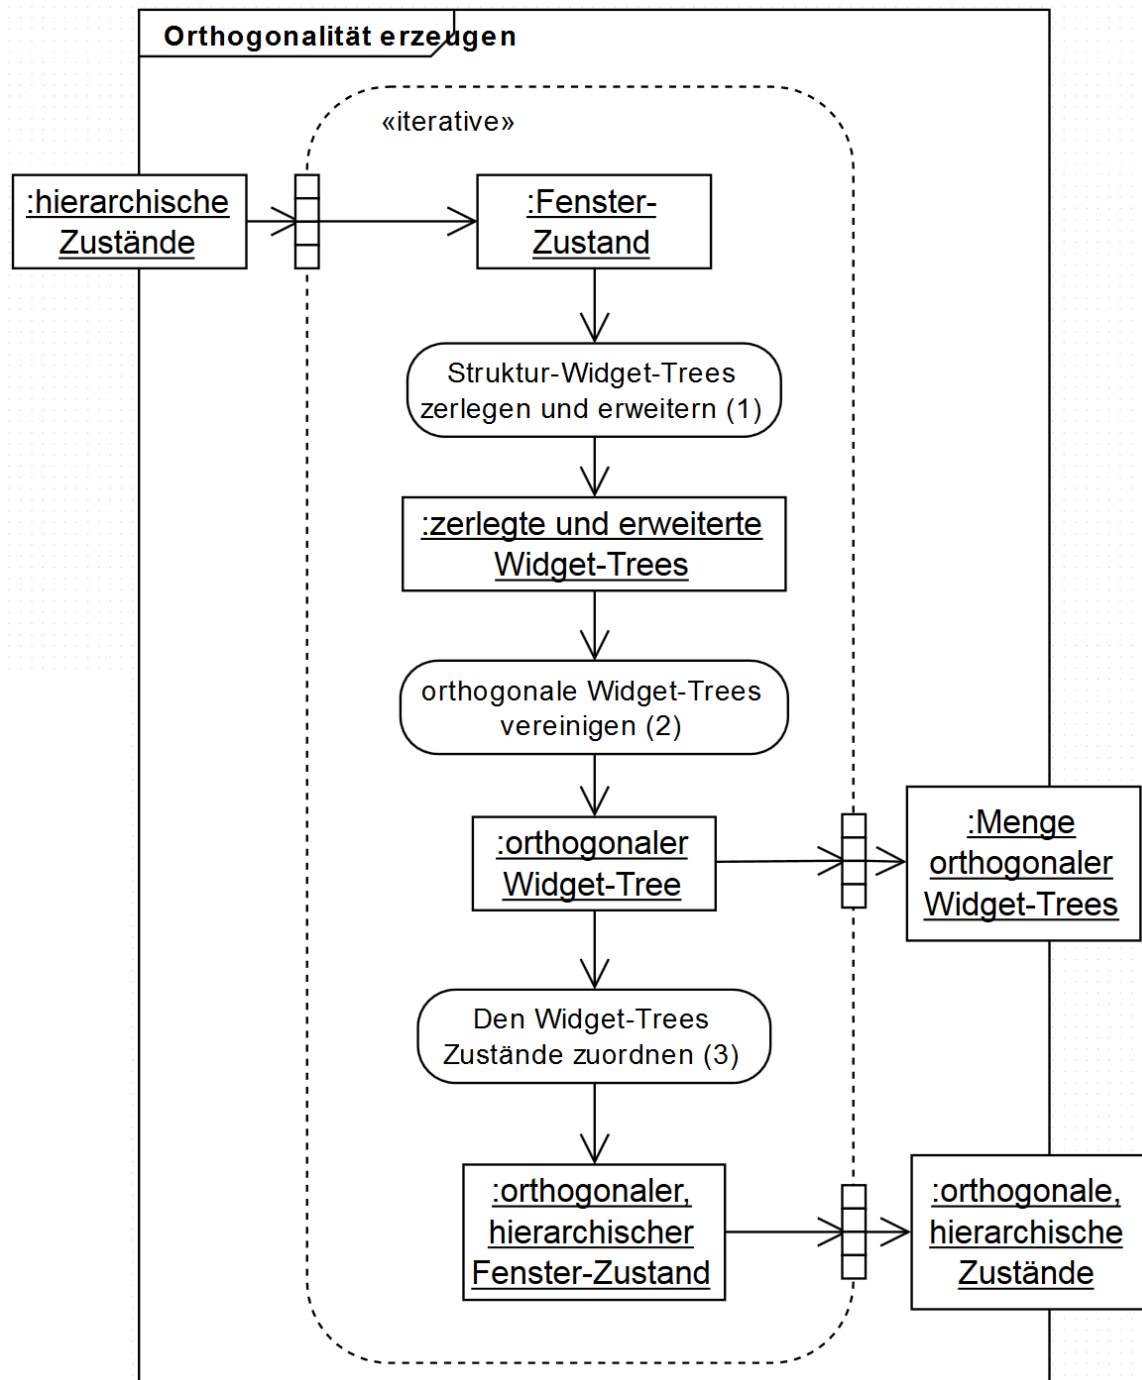 Orthogonalität erzeugen
«iterative»
:hierarchische
Zustände
:Fenster-
Zustand
Struktur-Widget-Trees
zerlegen und erweitern (1)
:zerlegte und erweiterte
Widget-Trees
orthogonale Widget-Trees
vereinigen (2)
:orthogonaler
Widget-Tree
:Menge
orthogonaler
Widget-Trees
Den Widget-Trees
Zustände zuordnen (3)
:orthogonaler,
hierarchischer
Fenster-Zustand
:orthogonale,
hierarchische
Zustände